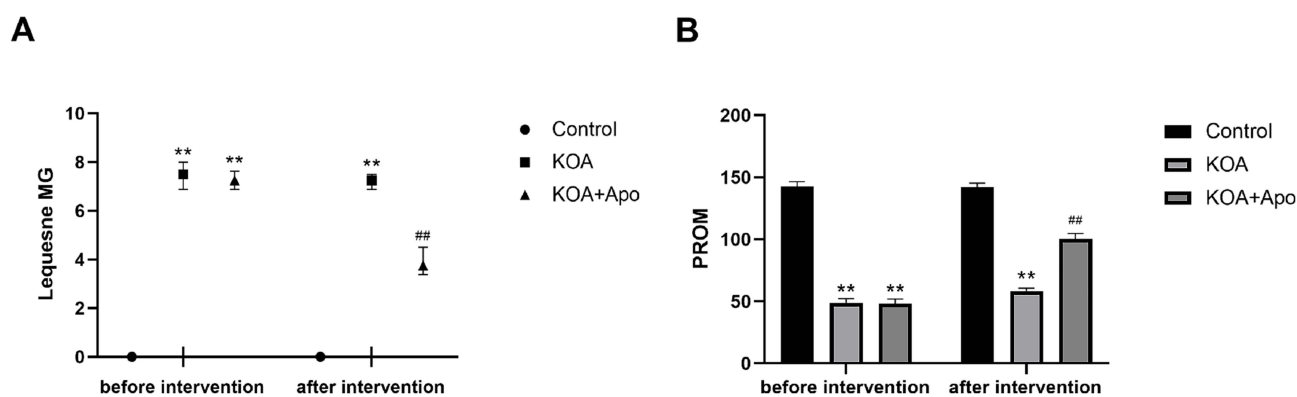 A
Lequesne MG
10
8
6
4
2
0
**
**
**
##
before intervention
after intervention
Control
KOA
KOA+Apo
B
PROM
200
150
100
50
0
**
**
**
##
before intervention
after intervention
Control
KOA
KOA+Apo